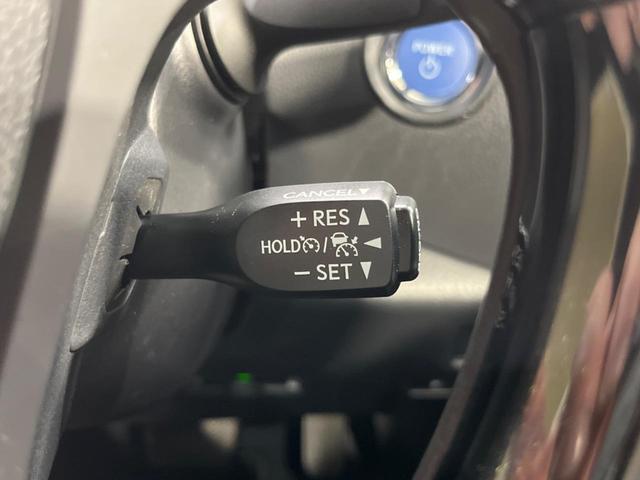 POWER
CANCEL
+ RES
HOLD /
− SET